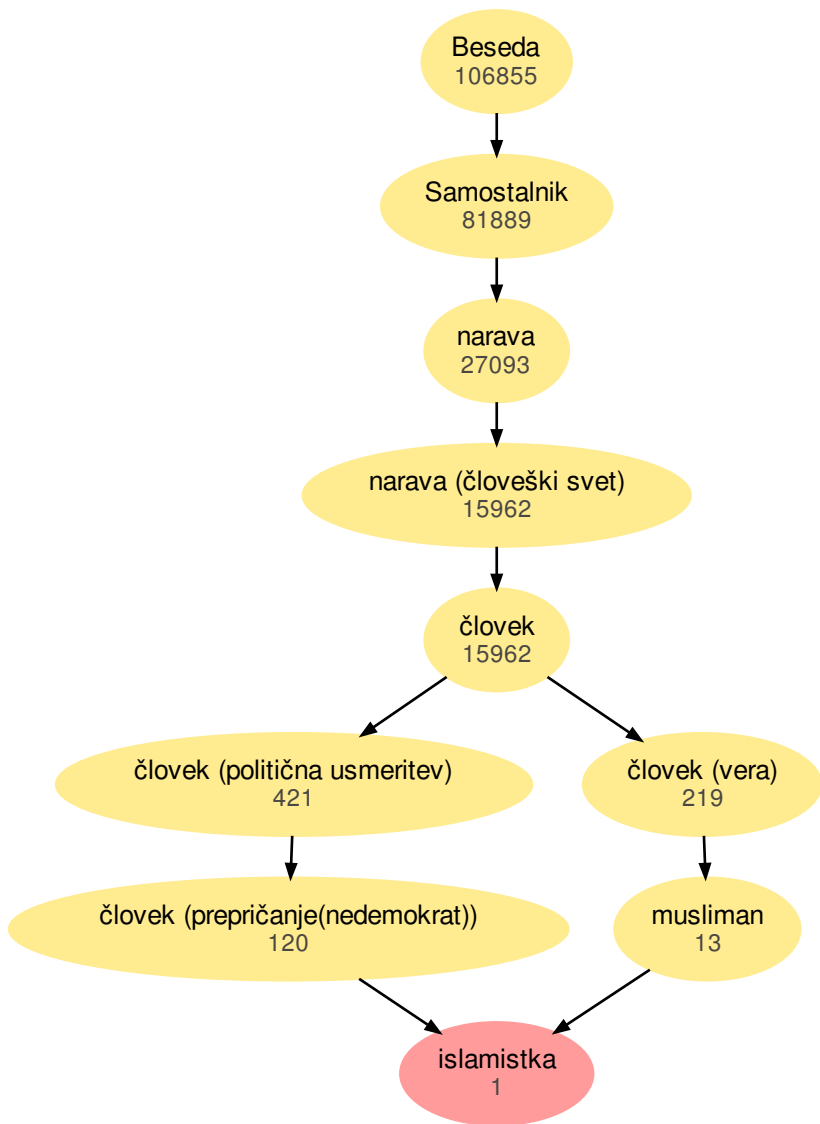 Beseda
106855
Samostalnik
81889
narava
27093
narava (človeški svet)
15962
človek
15962
človek (politična usmeritev)
421
človek (vera)
219
človek (prepričanje(nedemokrat))
120
musliman
13
islamistka
1